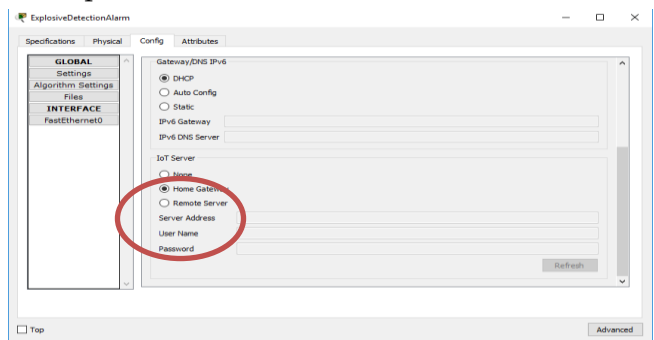 ExplosiveDetectionAlarm
Specifications Physical Config Attributes
GLOBAL
Settings
Algorithm Settings
Files
INTERFACE
FastEthernet0
Gateway/DNS IPv6
DHCP
Auto Config
Static
IPv6 Gateway
IPv6 DNS Server
IoT Server
None
Home Gateway
Remote Server
Server Address
User Name
Password
Refresh
Top
Advanced